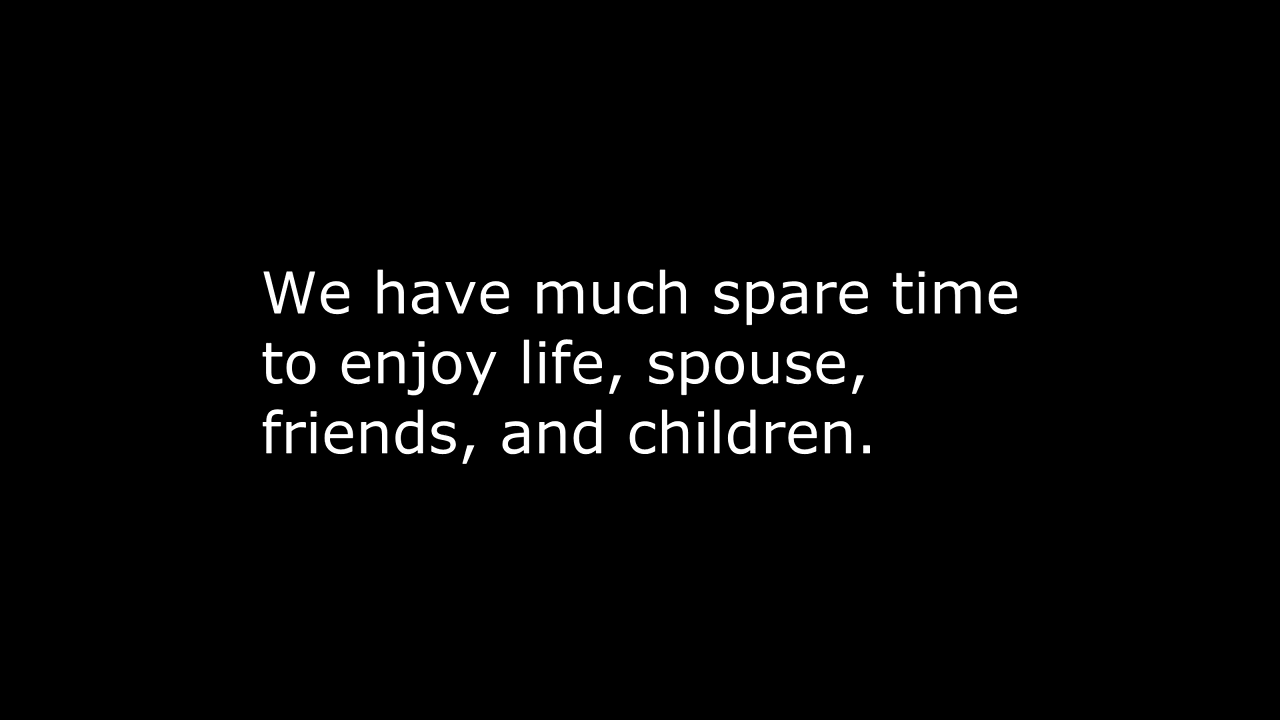 We have much spare time
to enjoy life, spouse,
friends, and children.